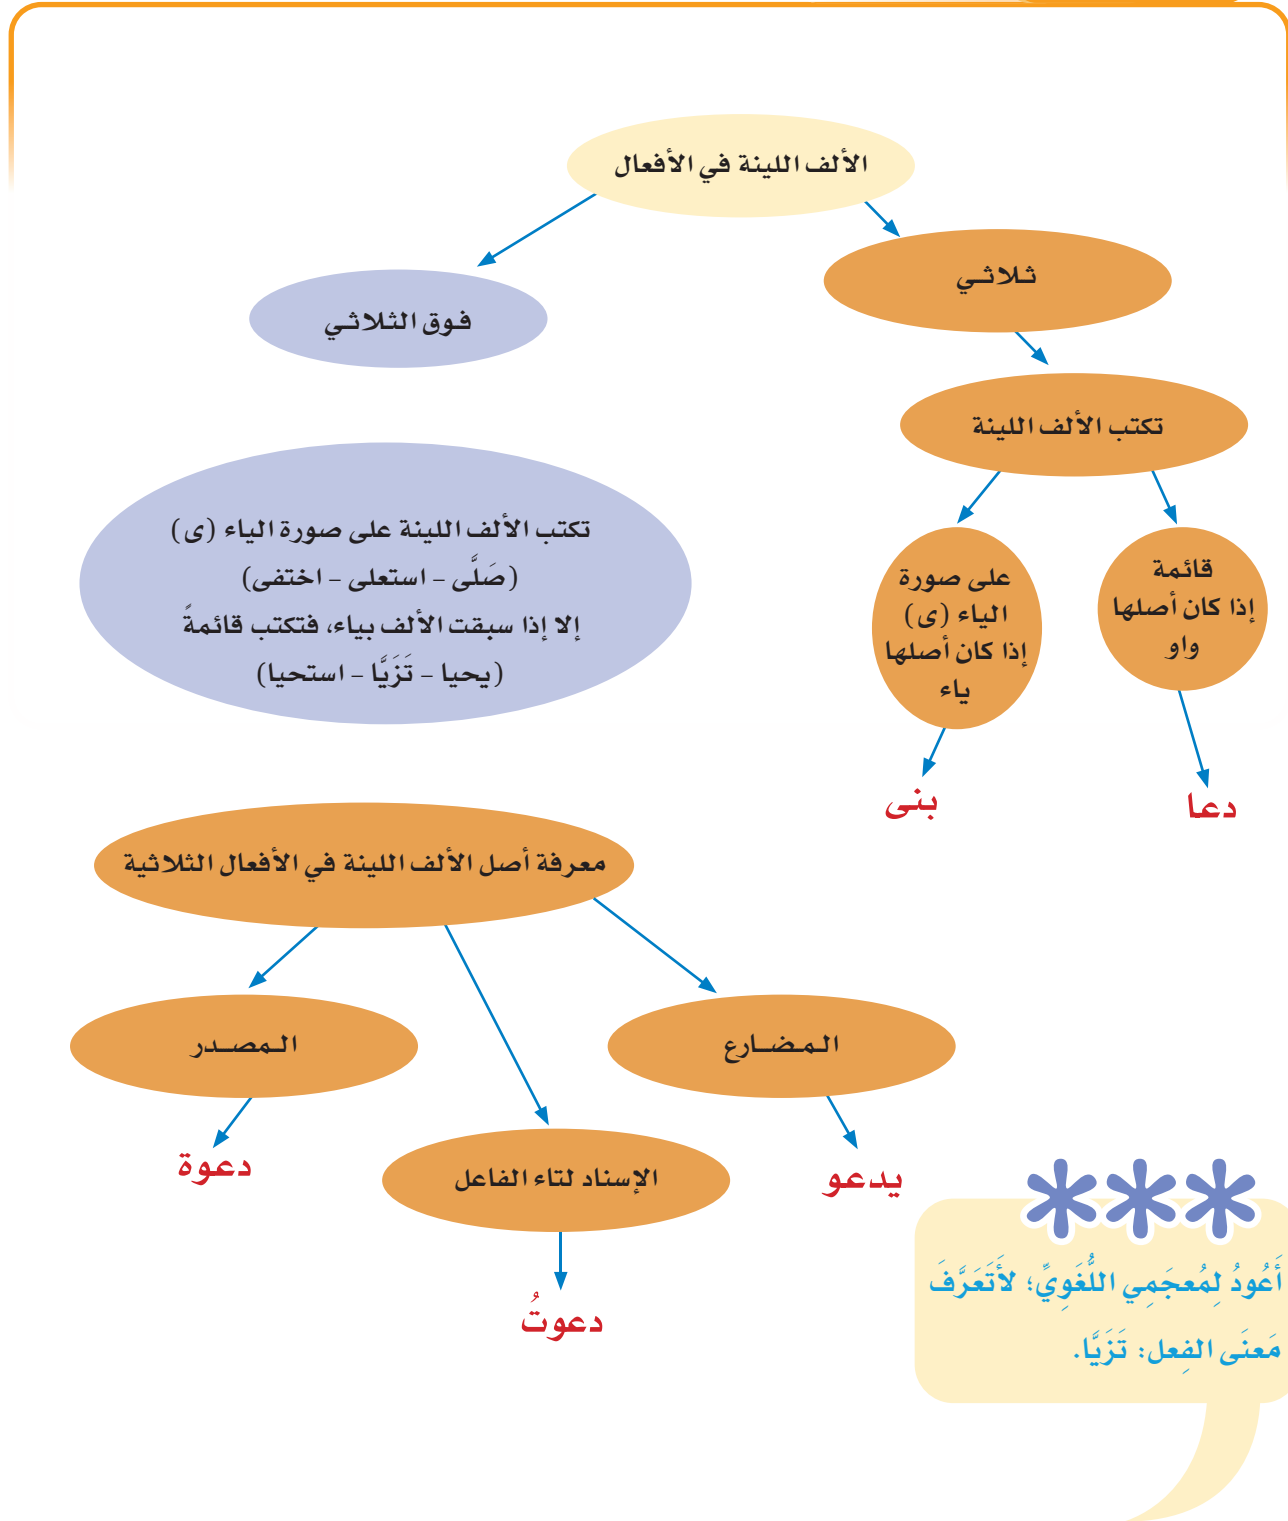 الألف اللينة في الأفعال
ثلاثي
فوق الثلاثي
تكتب الألف اللينة
قائمة
إذا كان أصلها
واو
على صورة
الياء (ى)
إذا كان أصلها
ياء
دعا
بنى
تكتب الألف اللينة على صورة الياء (ى)
(صَلَّى - استعلى - اختفى)
إلا إذا سبقت الألف بياء، فتكتب قائمةً
(يحيا - تَزَيَّا - استحيا)
معرفة أصل الألف اللينة في الأفعال الثلاثية
المضارع
الإسناد لتاء الفاعل
المصدر
يدعو
دعوتُ
دعوة
أَعُودُ لِمُعجَمِي اللُّغَوِيِّ؛ لأَتَعَرَّفَ
مَعنَى الفِعل: تَزَيَّا.